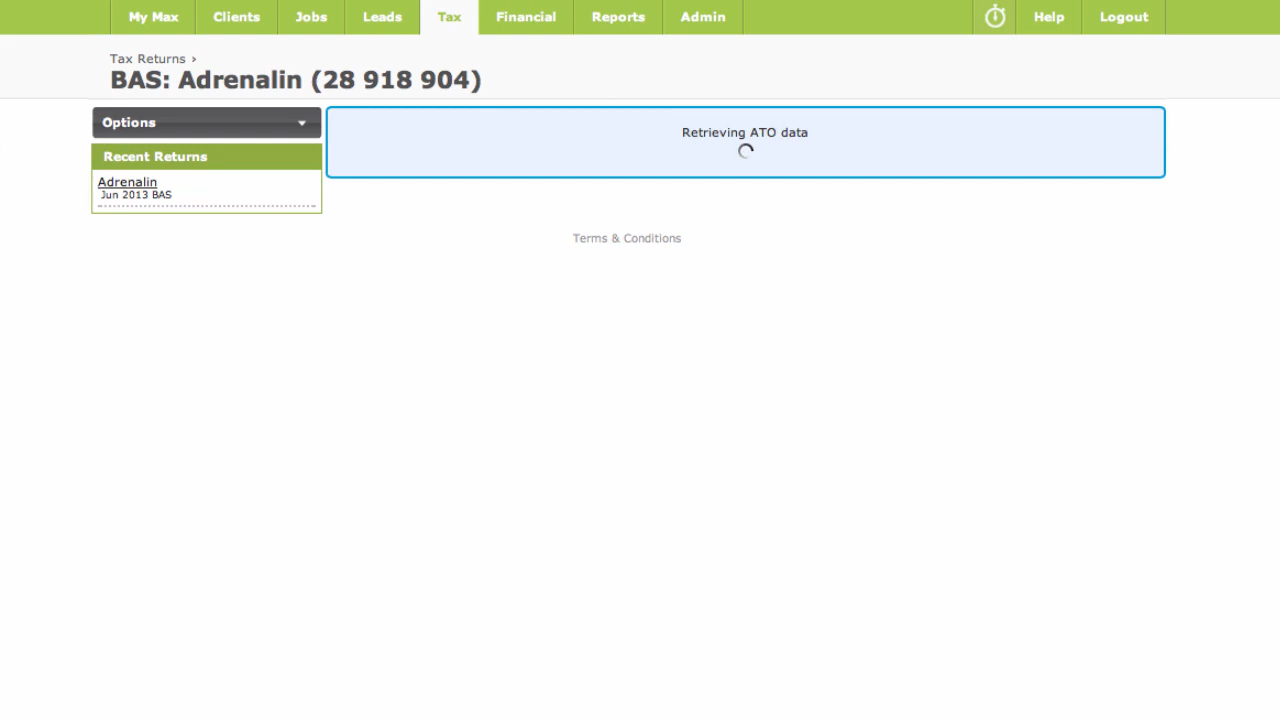 My Max Clients Jobs Leads Tax Financial Reports Admin Help Logout
Tax Returns ›
BAS: Adrenalin (28 918 904)
Options
Recent Returns
Adrenalin
Jun 2013 BAS
Retrieving ATO data
Terms & Conditions